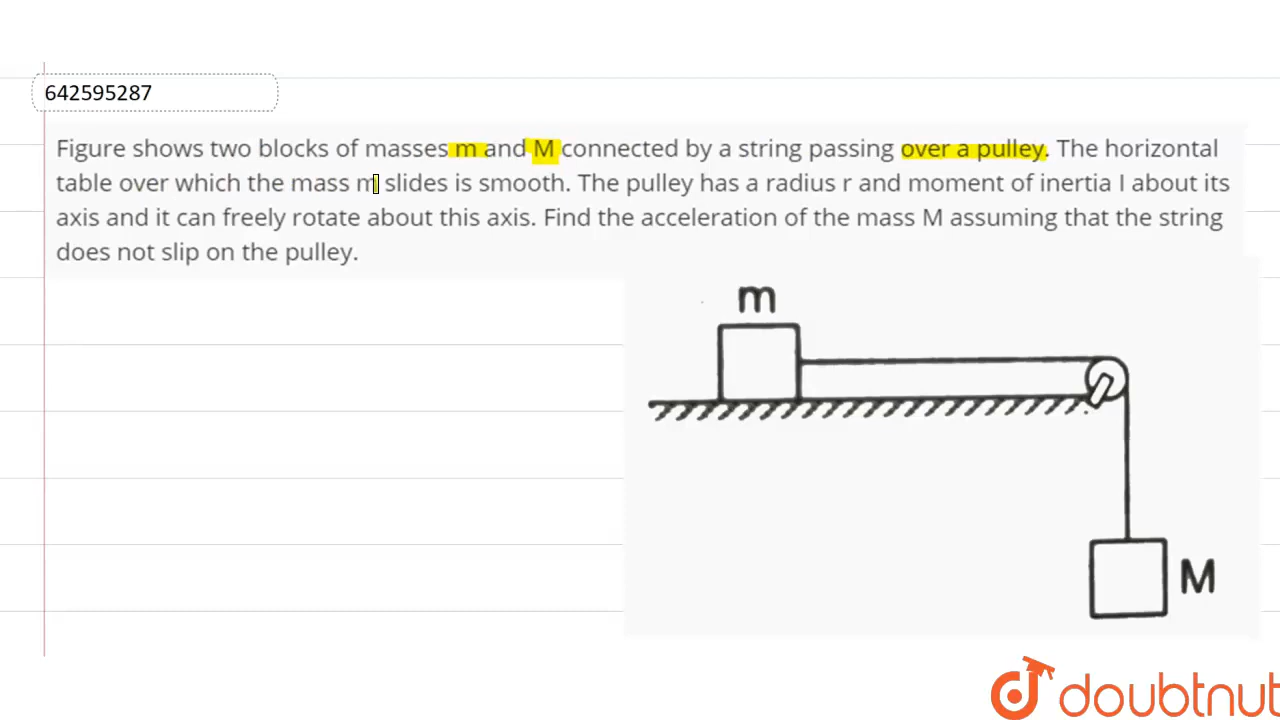 642595287
Figure shows two blocks of masses m and M connected by a string passing over a pulley. The horizontal
table over which the mass m slides is smooth. The pulley has a radius r and moment of inertia I about its
axis and it can freely rotate about this axis. Find the acceleration of the mass M assuming that the string
does not slip on the pulley.
m
M
doubtnut